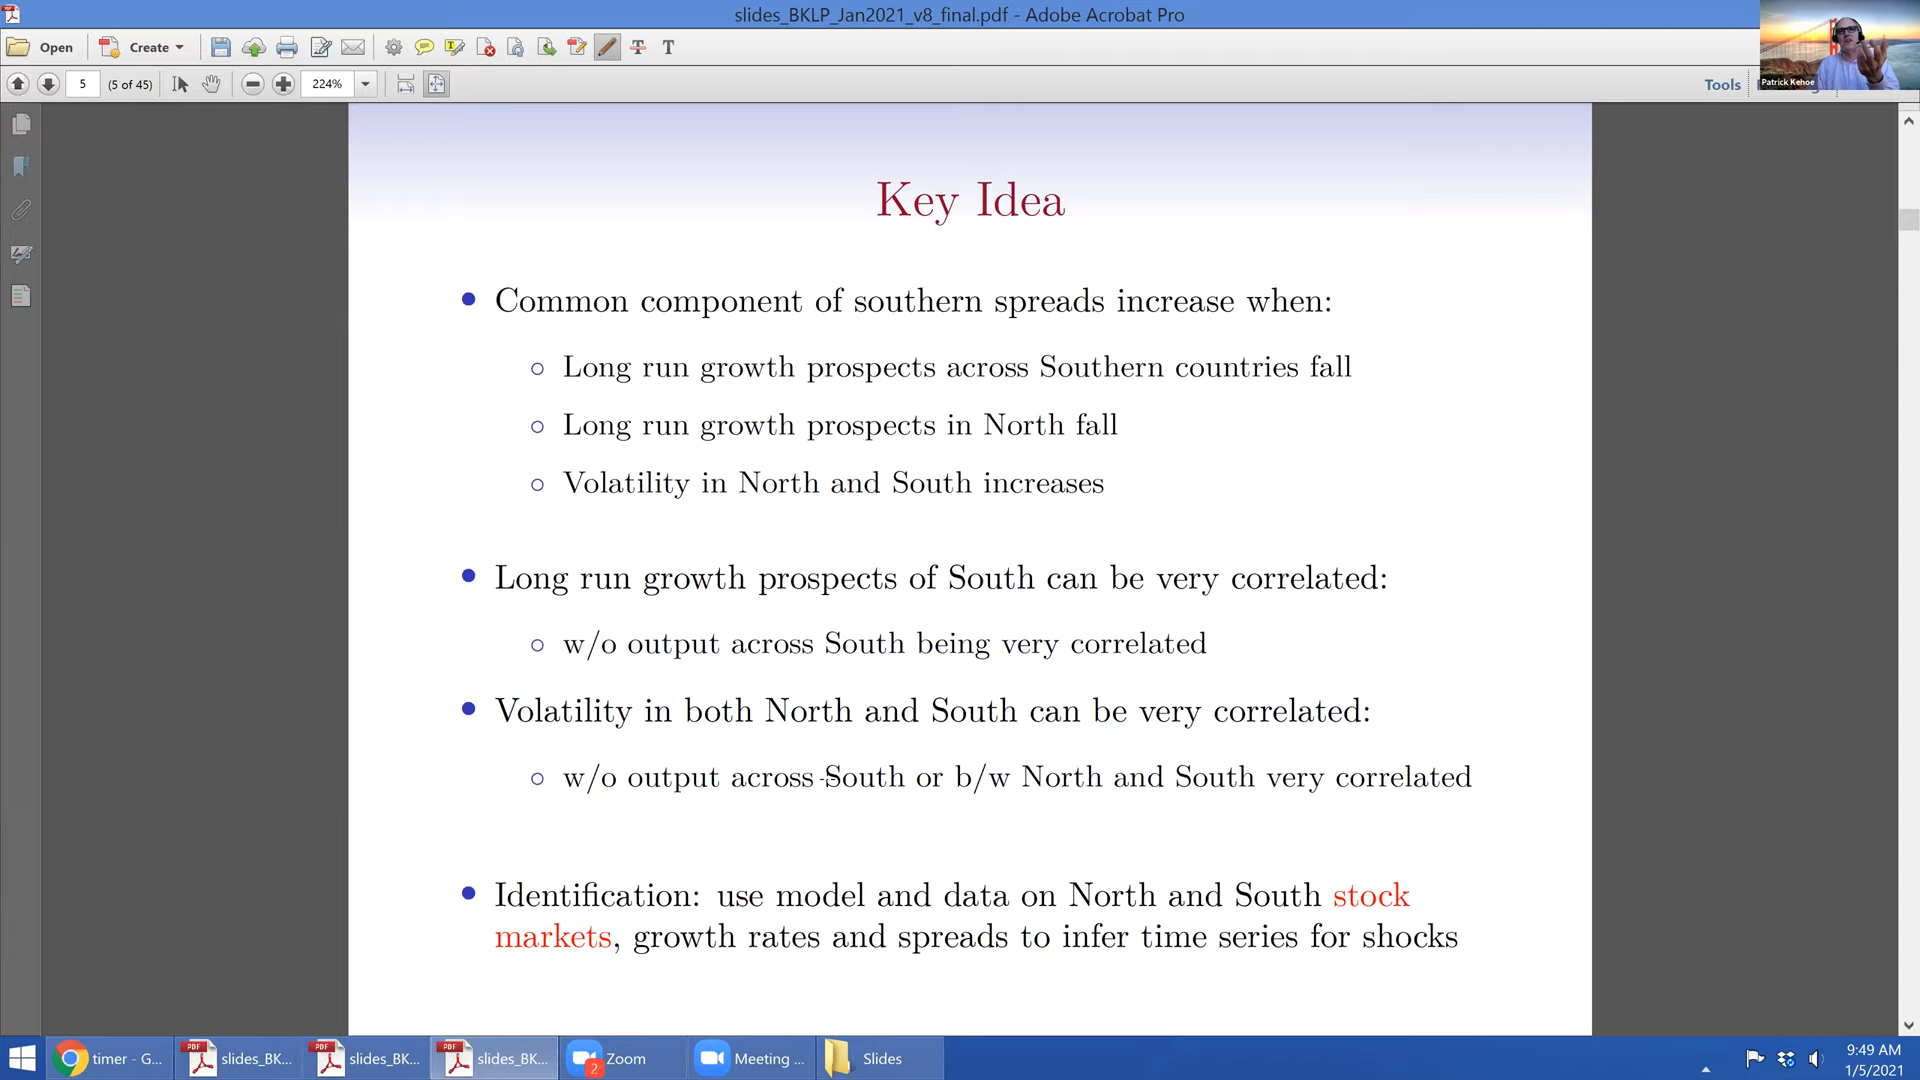 slides_BKLP_Jan2021_v8_final.pdf - Adobe Acrobat Pro
Open
Create
5
(5 of 45)
224%
Tools
Patrick Kehoe
Key Idea
Common component of southern spreads increase when:
Long run growth prospects across Southern countries fall
Long run growth prospects in North fall
Volatility in North and South increases
Long run growth prospects of South can be very correlated:
w/o output across South being very correlated
Volatility in both North and South can be very correlated:
w/o output across South or b/w North and South very correlated
Identification: use model and data on North and South stock
markets, growth rates and spreads to infer time series for shocks
timer - G...
slides_BK...
slides_BK...
slides_BK...
2
Zoom
Meeting ...
Slides
9:49 AM
1/5/2021